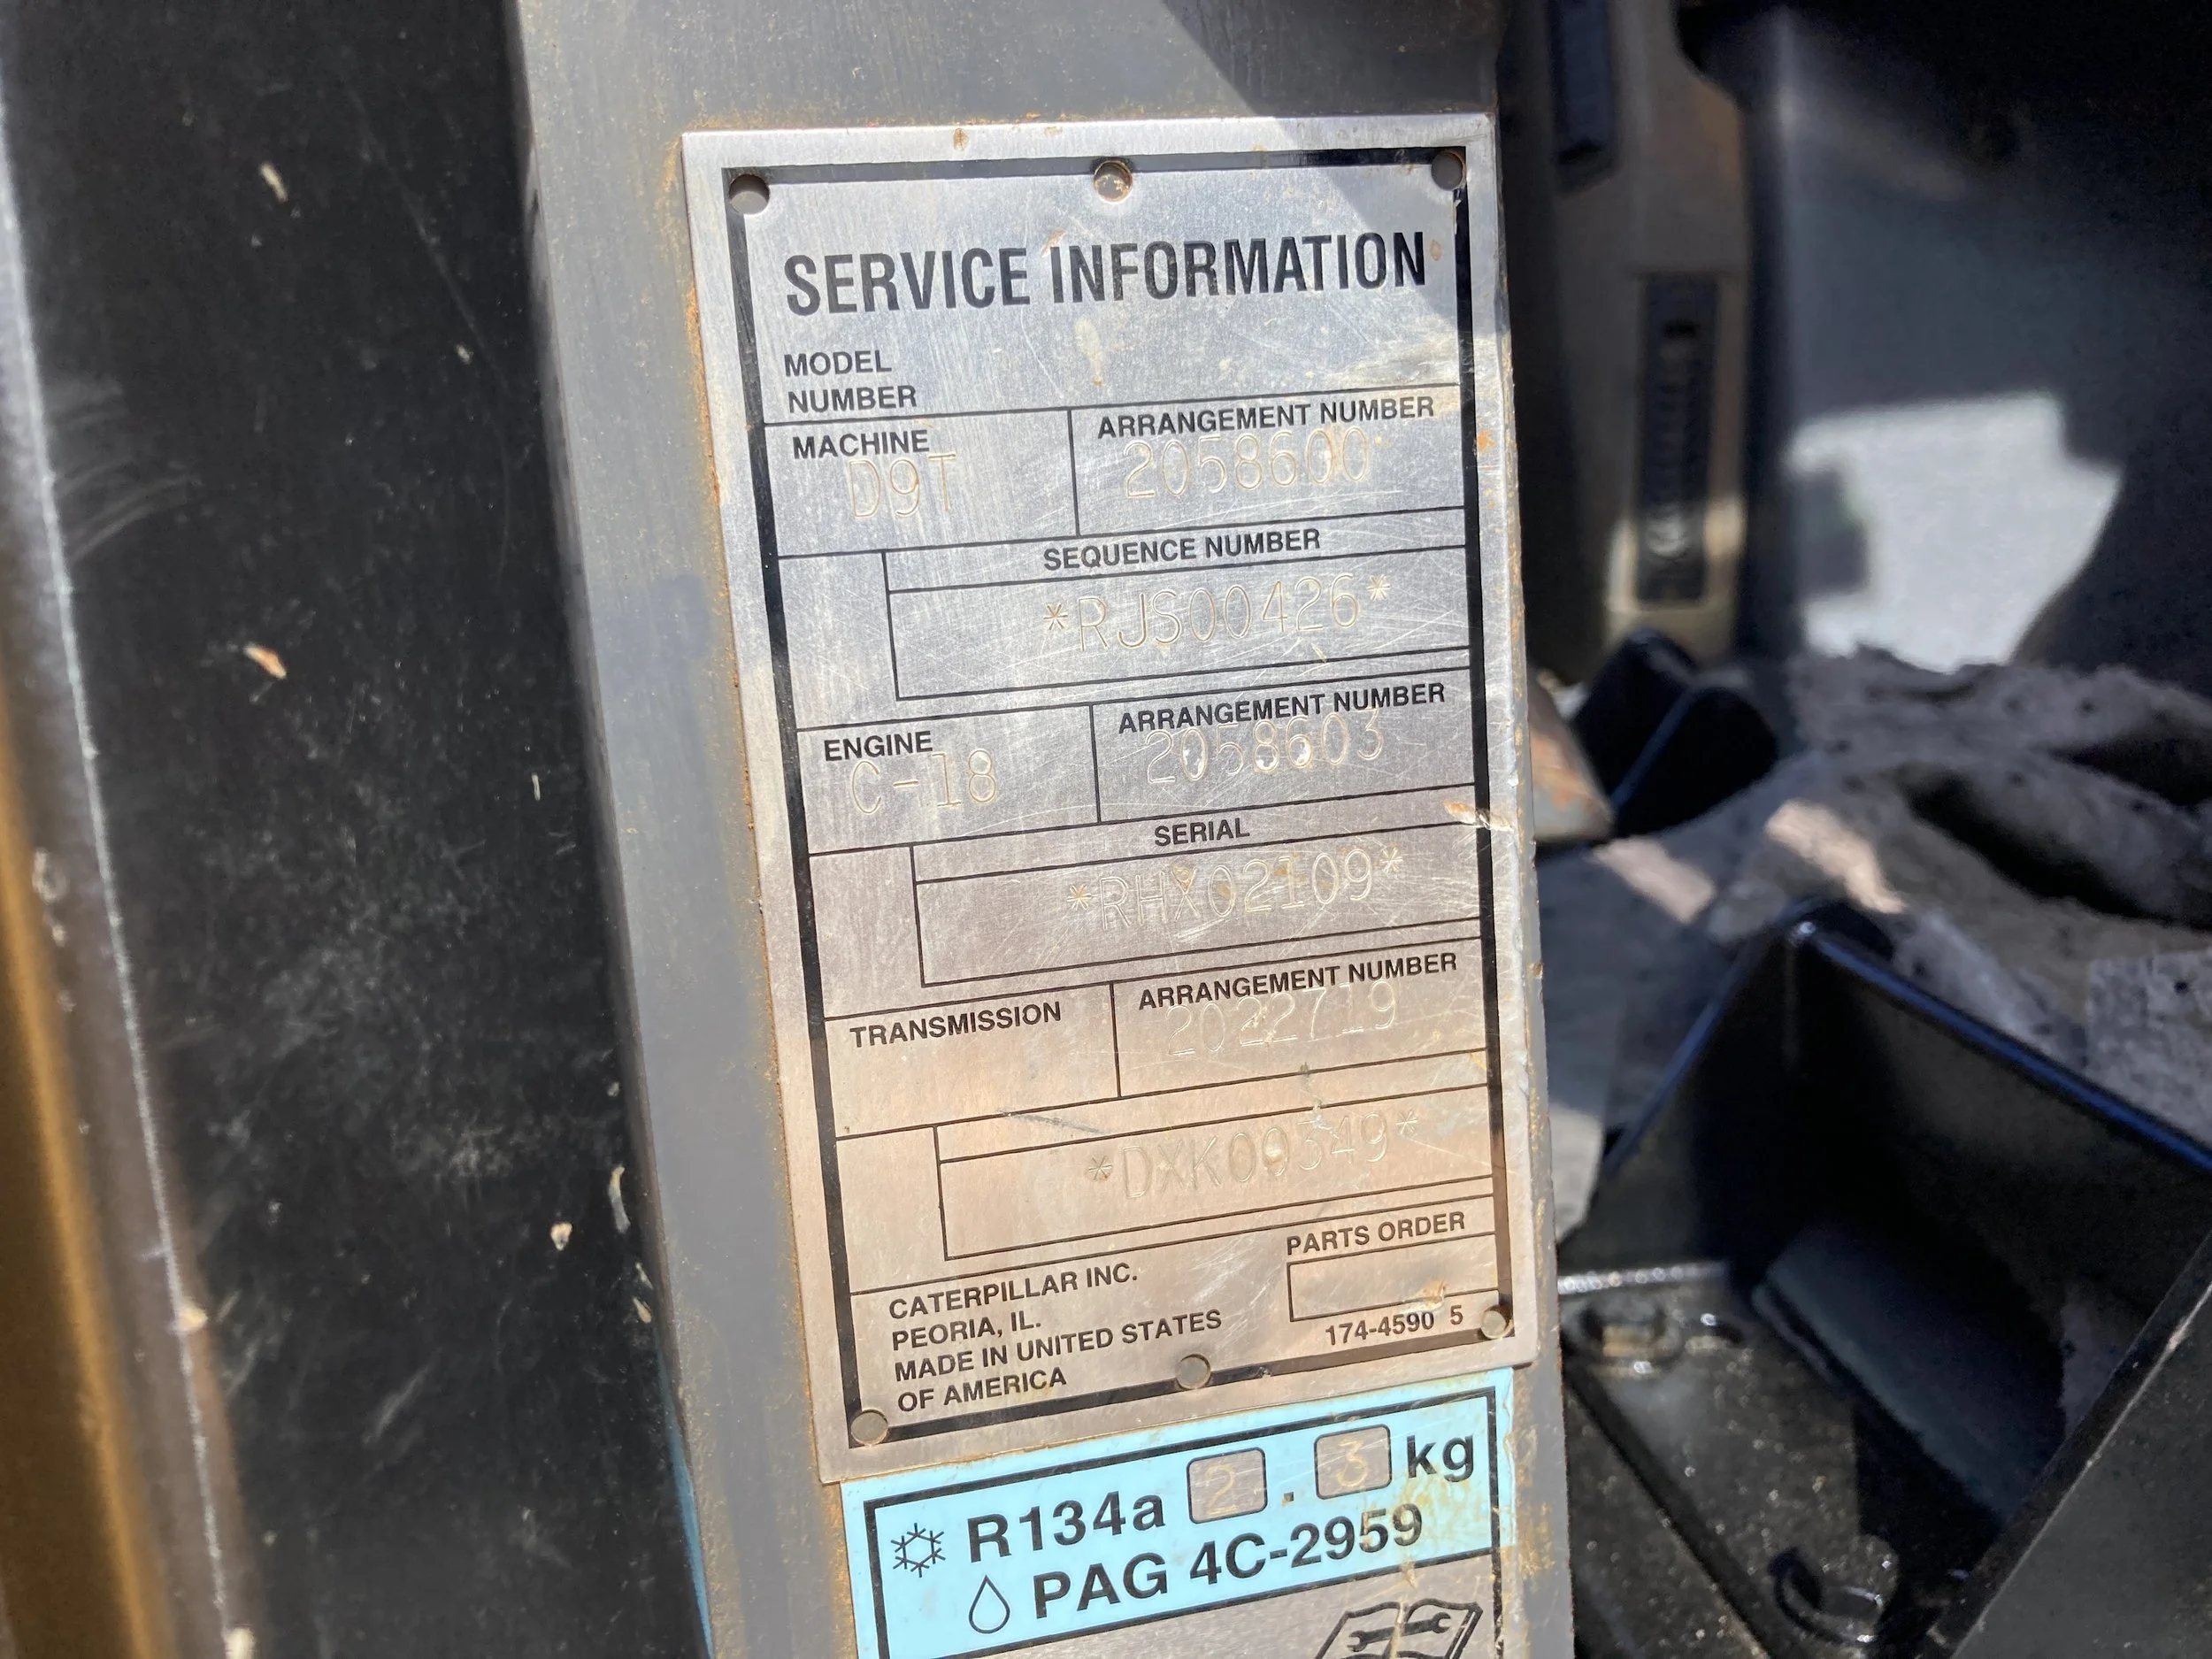 SERVICE INFORMATION
MODEL
NUMBER
MACHINE
D9T
ARRANGEMENT NUMBER
2058600
SEQUENCE NUMBER
*RJS00426*
ENGINE
C-18
ARRANGEMENT NUMBER
2058603
SERIAL
*RHX02109*
TRANSMISSION
ARRANGEMENT NUMBER
2022719
*DXK09349*
CATERPILLAR INC.
PEORIA, IL.
MADE IN UNITED STATES
OF AMERICA
PARTS ORDER
174-4590 5
R134a 2.3 kg
PAG 4C-2959